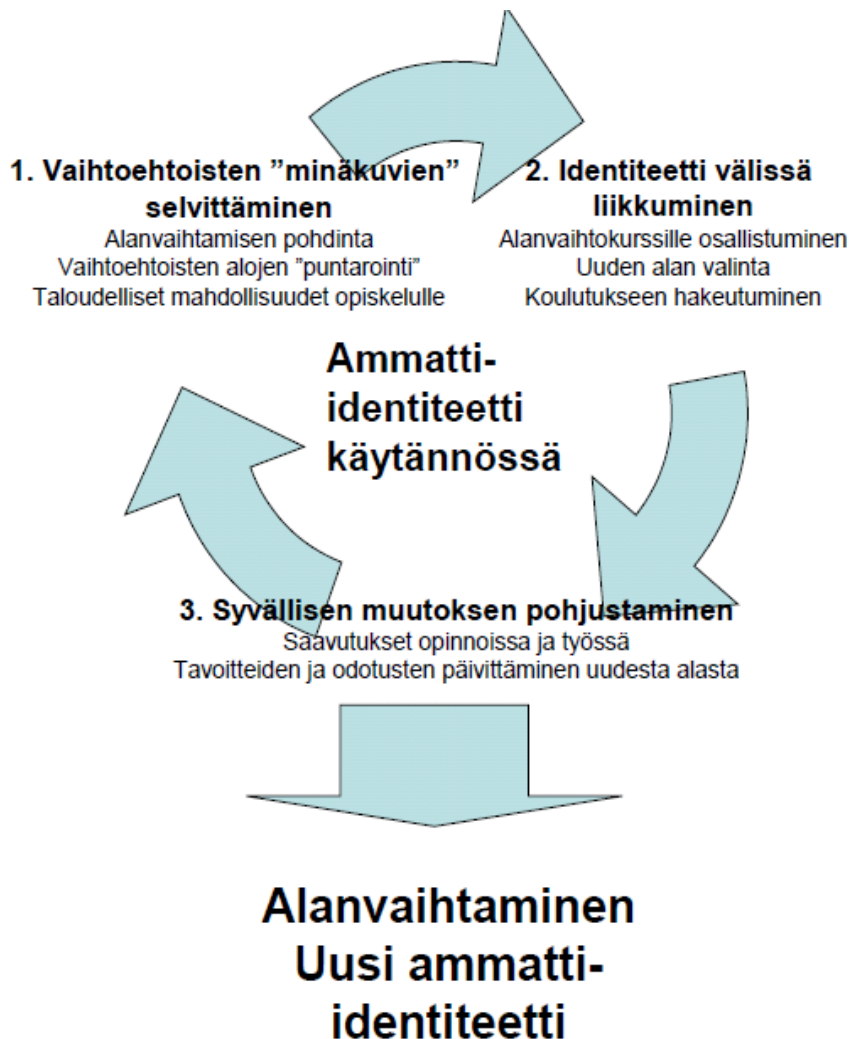 1. Vaihtoehtoisten ”minäkuvien”
selvittäminen
Alanvaihtamisen pohdinta
Vaihtoehtoisten alojen ”puntarointi”
Taloudelliset mahdollisuudet opiskelulle
2. Identiteetti välissä
liikkuminen
Alanvaihtokurssille osallistuminen
Uuden alan valinta
Koulutukseen hakeutuminen
Ammatti-
identiteetti
käytännössä
3. Syvällisen muutoksen pohjustaminen
Saavutukset opinnoissa ja työssä
Tavoitteiden ja odotusten päivittäminen uudesta alasta
Alanvaihtaminen
Uusi ammatti-
identiteetti